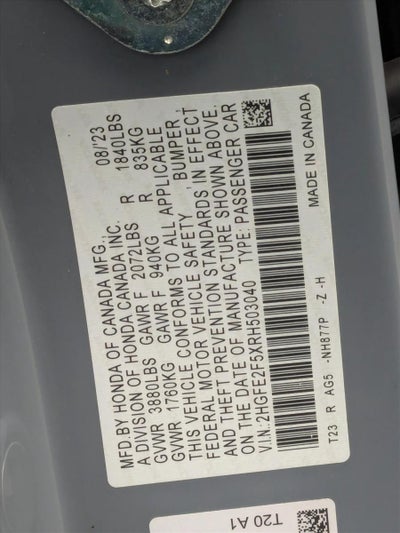 MFD.BY HONDA OF CANADA MFG., 08/'23
A DIVISION OF HONDA CANADA INC.
GVWR 3880LBS GAWR F 2072LBS R 1840LBS
GVWR 1760KG GAWR F 940KG R 835KG
THIS VEHICLE CONFORMS TO ALL APPLICABLE
FEDERAL MOTOR VEHICLE SAFETY, BUMPER,
AND THEFT PREVENTION STANDARDS IN EFFECT
ON THE DATE OF MANUFACTURE SHOWN ABOVE.
V.I.N.:2HGFE2F5XRH503040 TYPE: PASSENGER CAR
T23 R AG5 -NH877P -Z -H MADE IN CANADA
T20 A1